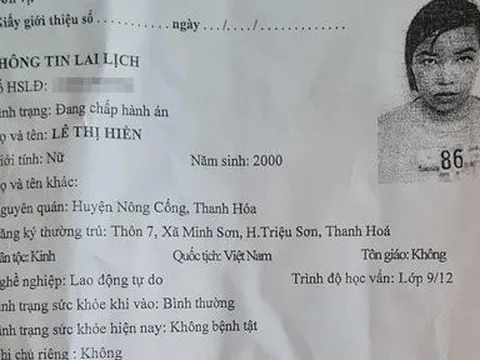 Giấy giới thiệu số.............ngày..../..../..................
HÔNG TIN LAI LỊCH
HSLĐ:
nh trạng: Đang chấp hành án
ọ và tên: LÊ THỊ HIỀN
iới tính: Nữ Năm sinh: 2000
ọ và tên khác:
guyên quán: Huyện Nông Cống, Thanh Hóa
ăng ký thường trú: Thôn 7, Xã Minh Sơn, H.Triệu Sơn, Thanh Hoá
ân tộc: Kinh Quốc tịch: Việt Nam Tôn giáo: Không
ghề nghiệp: Lao động tự do Trình độ học vấn: Lớp 9/12
nh trạng sức khỏe khi vào: Bình thường
nh trạng sức khỏe hiện nay: Không bệnh tật
hi chú riêng : Không
86